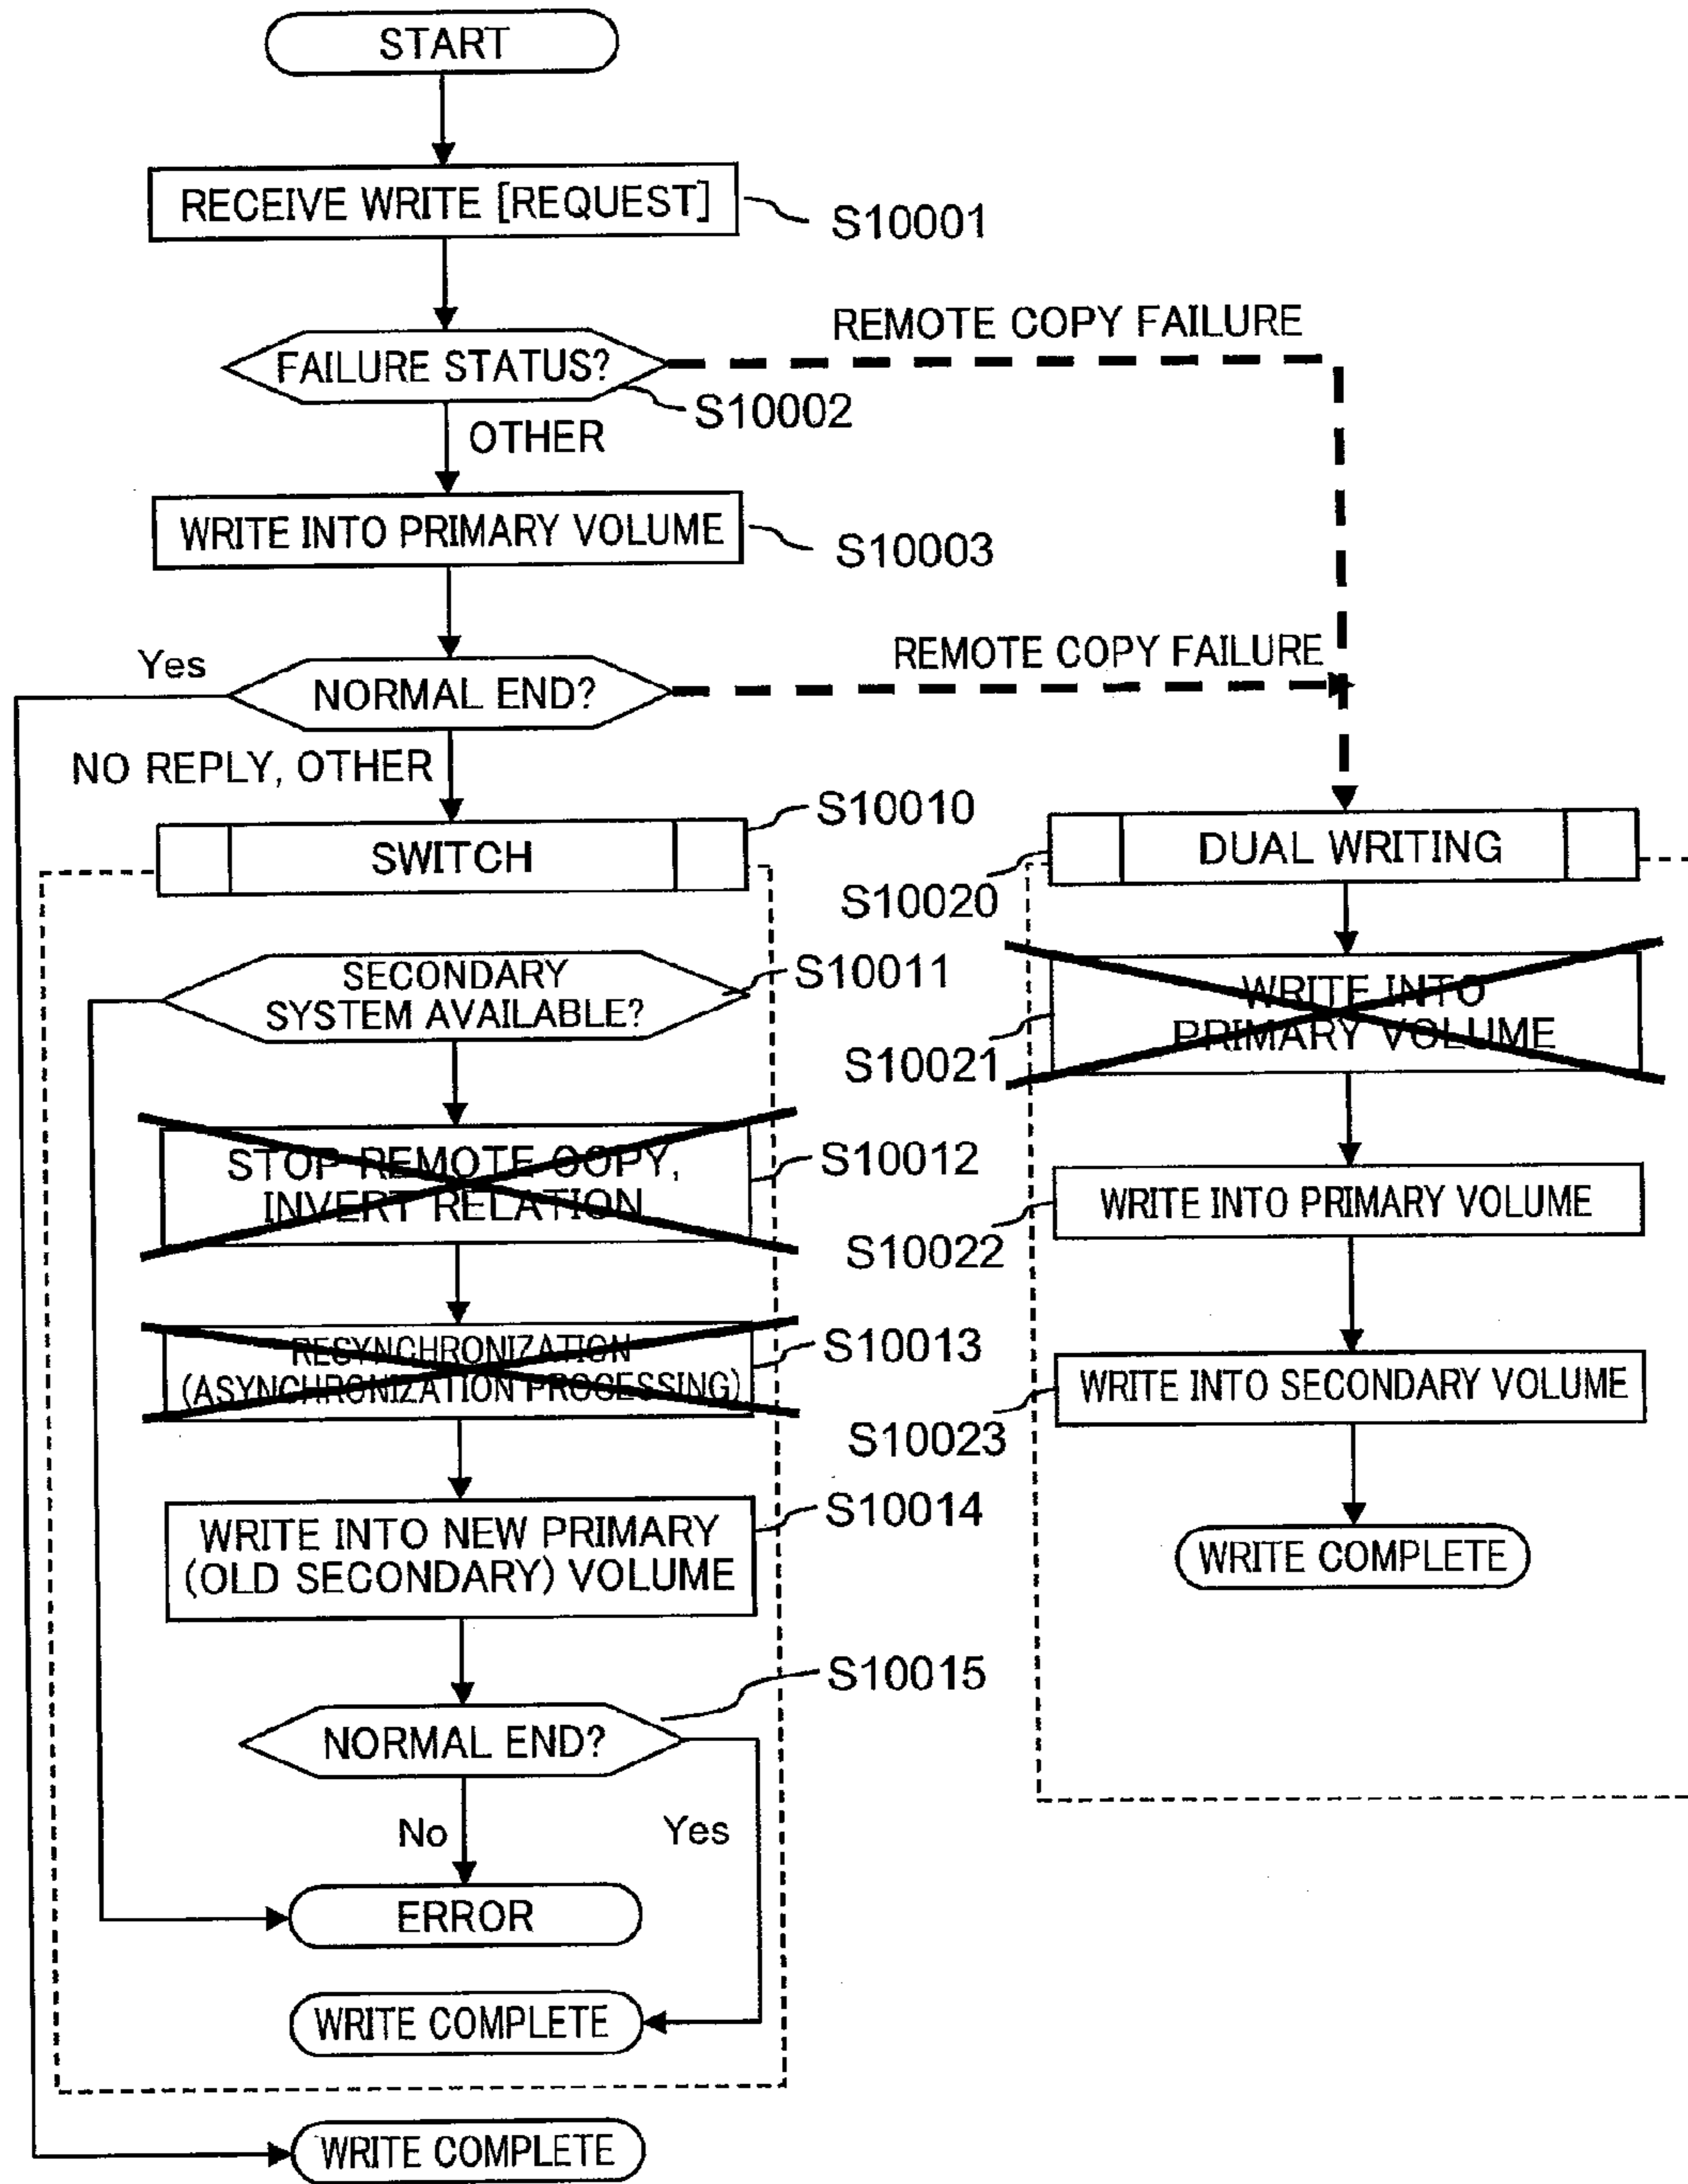 START
RECEIVE WRITE [REQUEST]
S10001
REMOTE COPY FAILURE
FAILURE STATUS?
S10002
OTHER
WRITE INTO PRIMARY VOLUME
S10003
REMOTE COPY FAILURE
Yes
NORMAL END?
NO REPLY, OTHER
S10010
SWITCH
SECONDARY
SYSTEM AVAILABLE?
S10011
STOP REMOTE COPY,
INVERT RELATION
S10012
RESYNCHRONIZATION
(ASYNCHRONIZATION PROCESSING)
S10013
WRITE INTO NEW PRIMARY
(OLD SECONDARY) VOLUME
S10014
S10015
NORMAL END?
No
Yes
ERROR
WRITE COMPLETE
WRITE COMPLETE
DUAL WRITING
S10020
WRITE INTO
PRIMARY VOLUME
S10021
WRITE INTO PRIMARY VOLUME
S10022
WRITE INTO SECONDARY VOLUME
S10023
WRITE COMPLETE